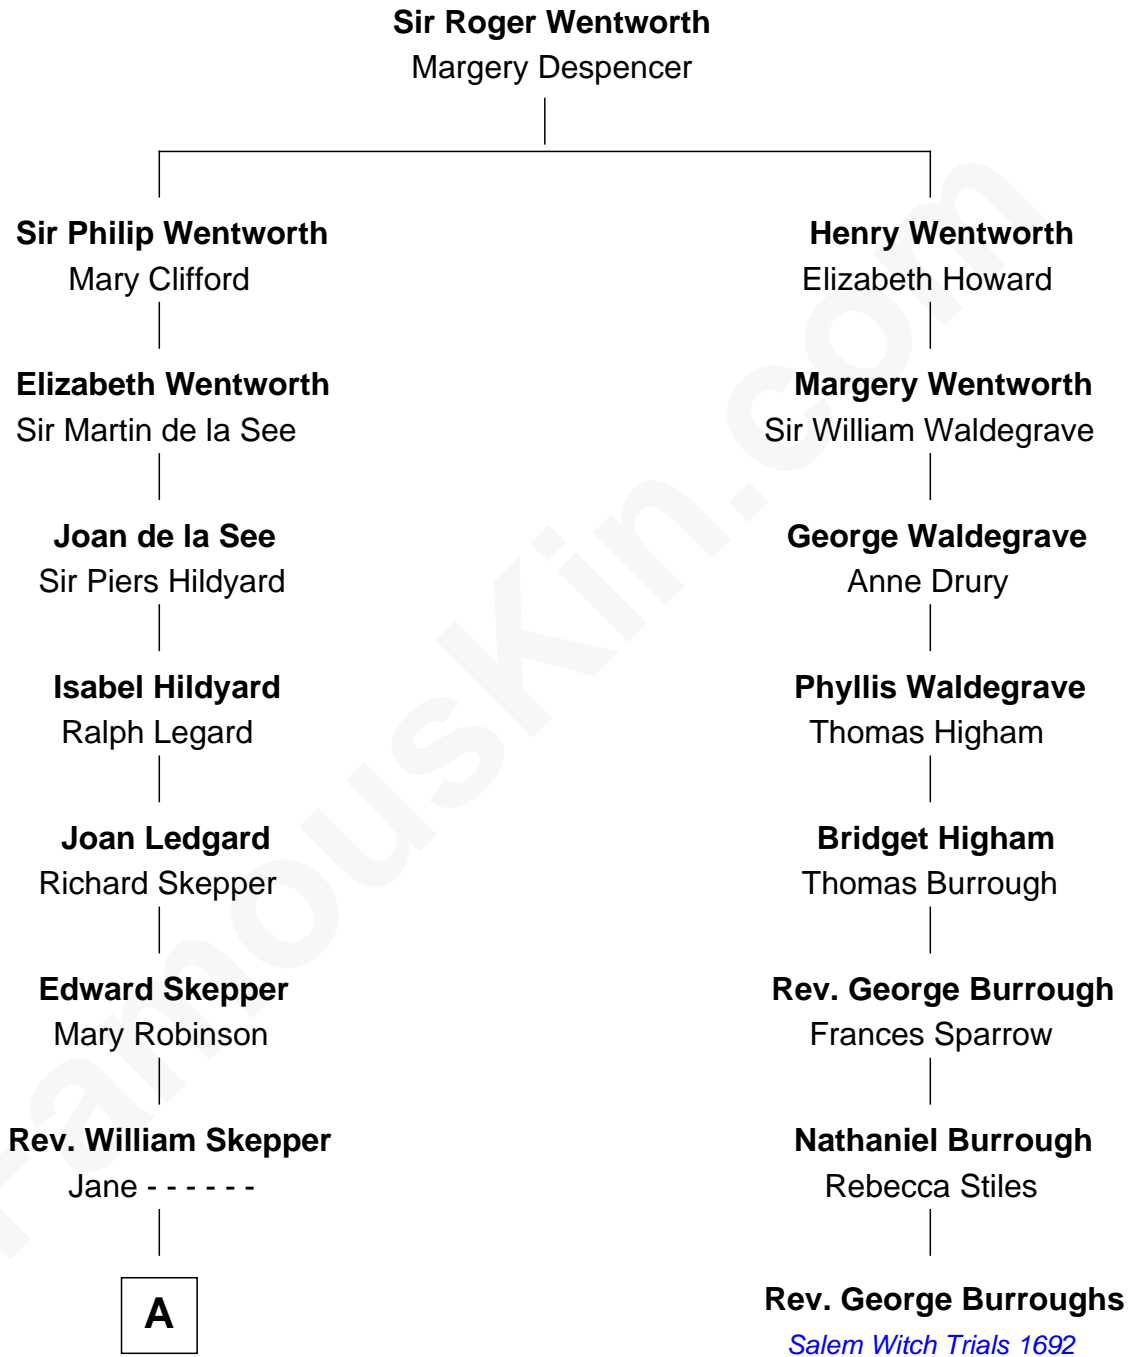 Sir Roger Wentworth
Margery Despencer
Sir Philip Wentworth
Mary Clifford
Henry Wentworth
Elizabeth Howard
Elizabeth Wentworth
Sir Martin de la See
Margery Wentworth
Sir William Waldegrave
Joan de la See
Sir Piers Hildyard
George Waldegrave
Anne Drury
Isabel Hildyard
Ralph Legard
Phyllis Waldegrave
Thomas Higham
Joan Ledgard
Richard Skepper
Bridget Higham
Thomas Burrough
Edward Skepper
Mary Robinson
Rev. George Burrough
Frances Sparrow
Rev. William Skepper
Jane - - - - - -
Nathaniel Burrough
Rebecca Stiles
A
Rev. George Burroughs
Salem Witch Trials 1692
FamousKin.com